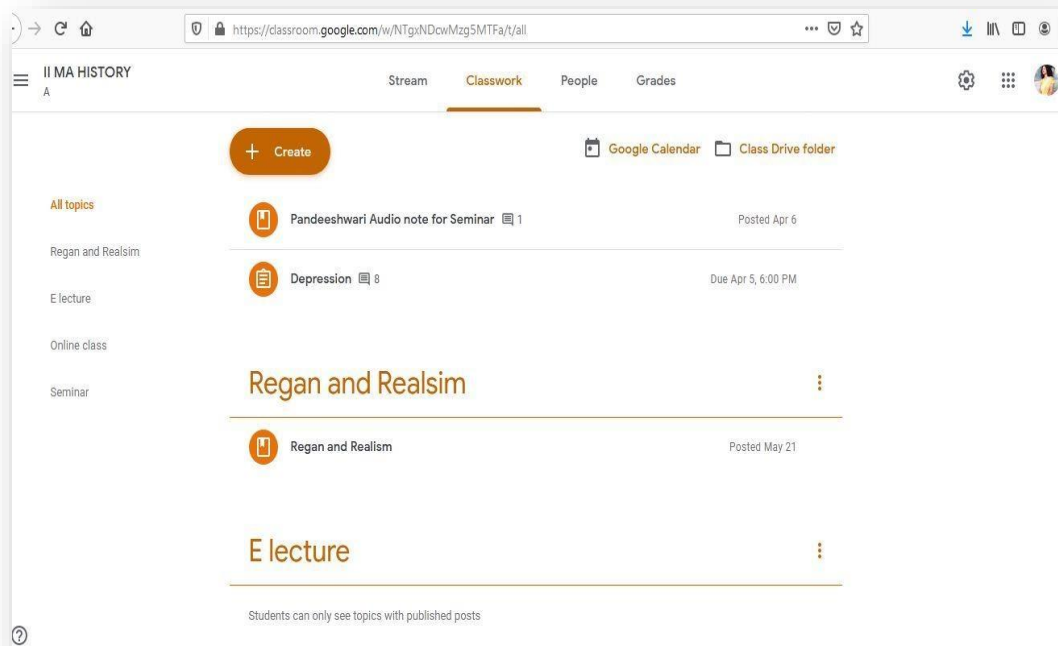 https://classroom.google.com/w/NTgxNDcwMzg5MTFa/t/all
II MA HISTORY
A
Stream Classwork People Grades
+ Create
Google Calendar Class Drive folder
All topics
Regan and Realsim
E lecture
Online class
Seminar
Pandeeshwari Audio note for Seminar 1
Posted Apr 6
Depression 8
Due Apr 5, 6:00 PM
Regan and Realsim
Regan and Realism
Posted May 21
E lecture
Students can only see topics with published posts